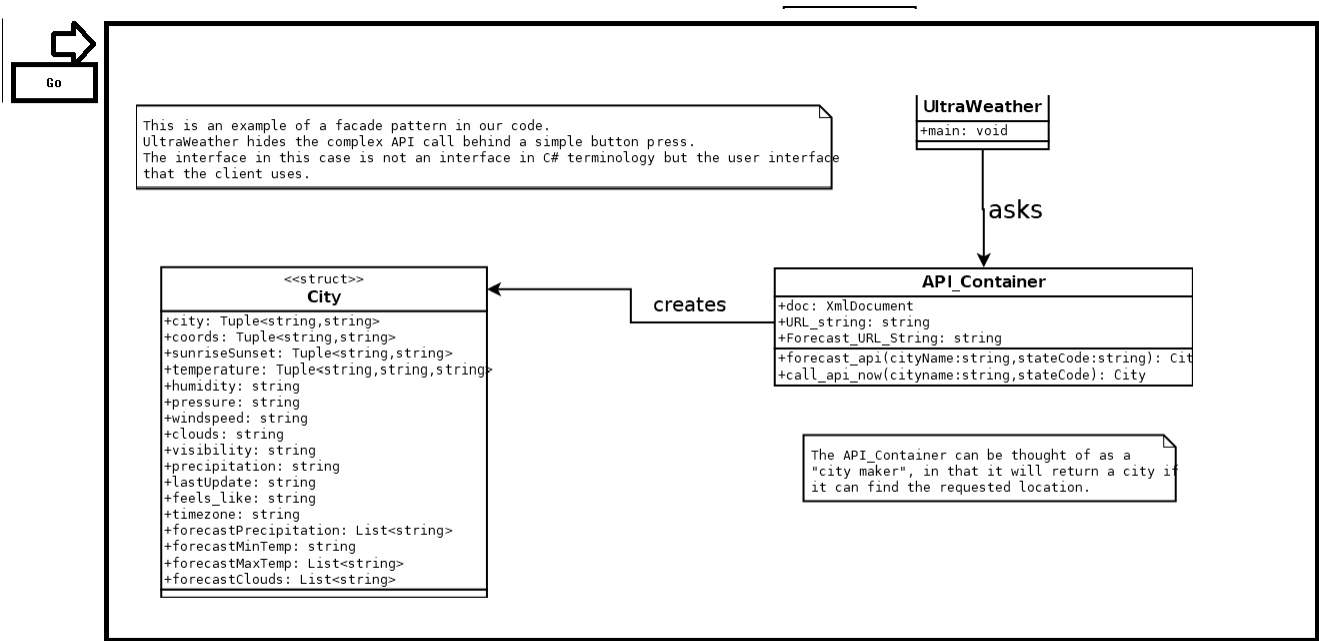 Go
This is an example of a facade pattern in our code.
UltraWeather hides the complex API call behind a simple button press.
The interface in this case is not an interface in C# terminology but the user interface
that the client uses.
UltraWeather
+main: void
asks
<<struct>>
City
+city: Tuple<string,string>
+coords: Tuple<string,string>
+sunriseSunset: Tuple<string,string>
+temperature: Tuple<string,string,string>
+humidity: string
+pressure: string
+windspeed: string
+clouds: string
+visibility: string
+precipitation: string
+lastUpdate: string
+feels_like: string
+timezone: string
+forecastPrecipitation: List<string>
+forecastMinTemp: string
+forecastMaxTemp: List<string>
+forecastClouds: List<string>
creates
API_Container
+doc: XmlDocument
+URL_string: string
+Forecast_URL_String: string
+forecast_api(cityName:string,stateCode:string): Cit
+call_api_now(cityname:string,stateCode): City
The API_Container can be thought of as a
"city maker", in that it will return a city if
it can find the requested location.